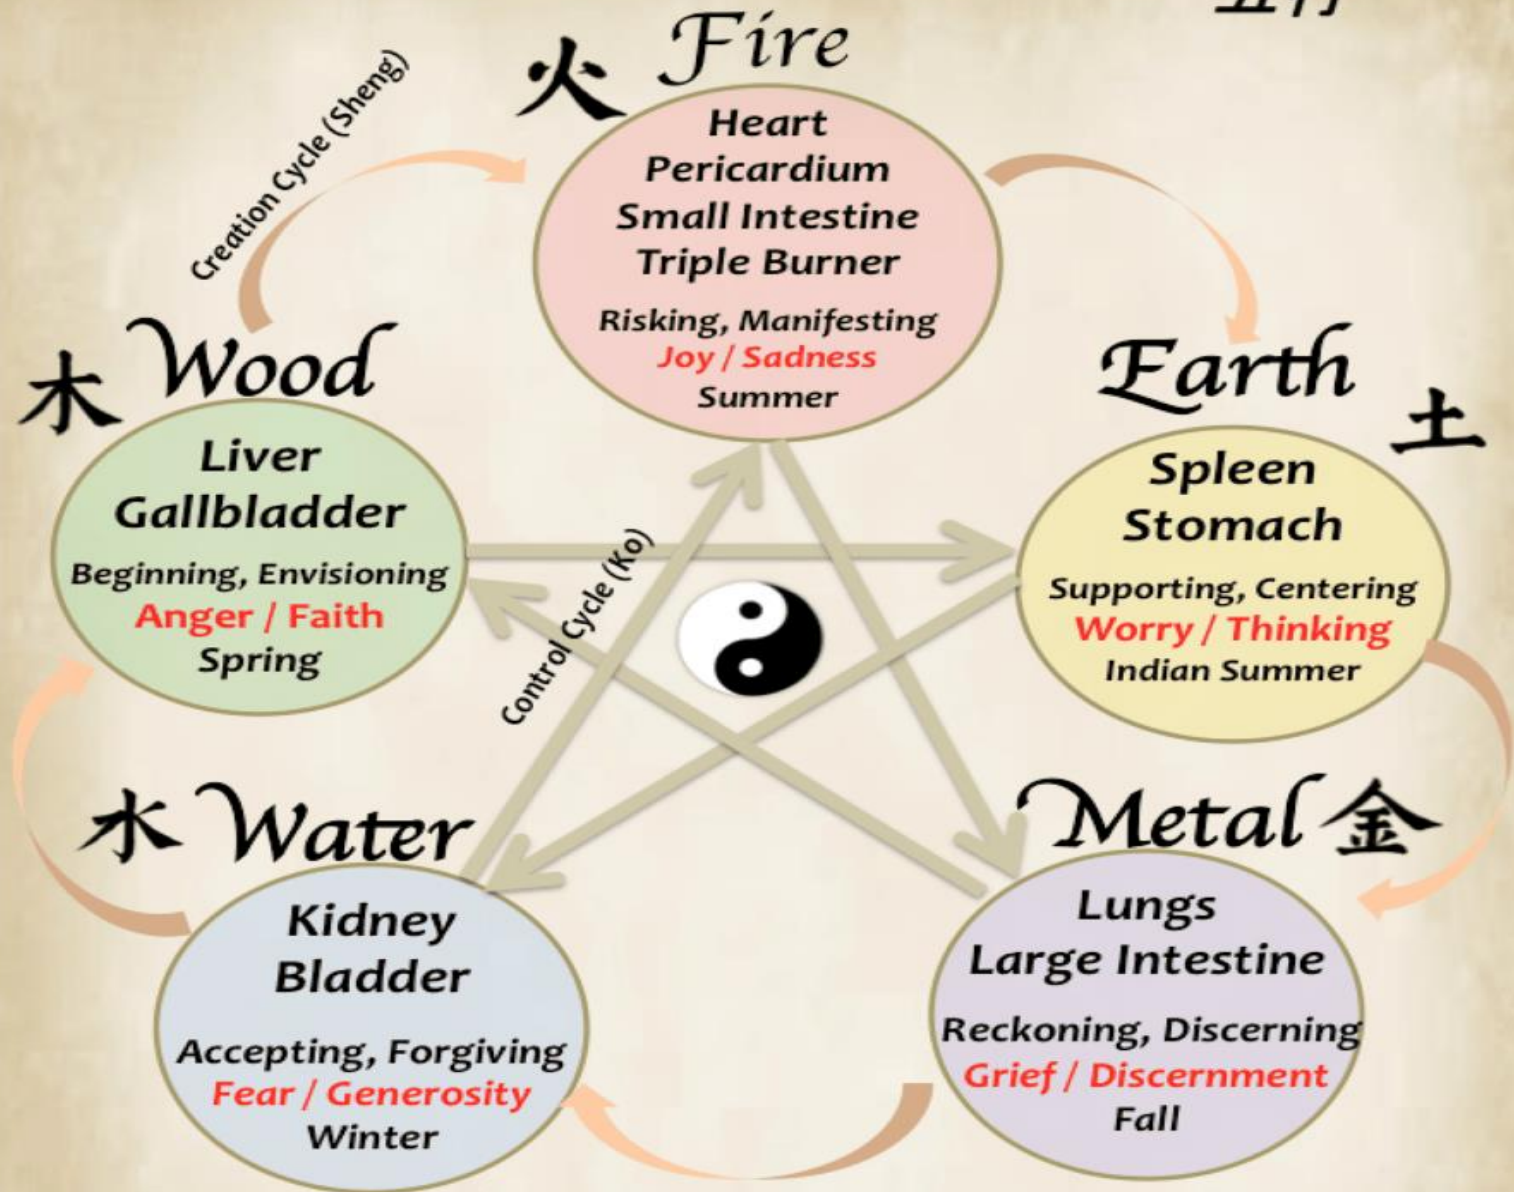 火 Fire
Heart
Pericardium
Small Intestine
Triple Burner
Risking, Manifesting
Joy / Sadness
Summer
Creation Cycle (Sheng)
木 Wood
Liver
Gallbladder
Beginning, Envisioning
Anger / Faith
Spring
Earth 土
Spleen
Stomach
Supporting, Centering
Worry / Thinking
Indian Summer
Control Cycle (Ko)
水 Water
Kidney
Bladder
Accepting, Forgiving
Fear / Generosity
Winter
Metal 金
Lungs
Large Intestine
Reckoning, Discerning
Grief / Discernment
Fall